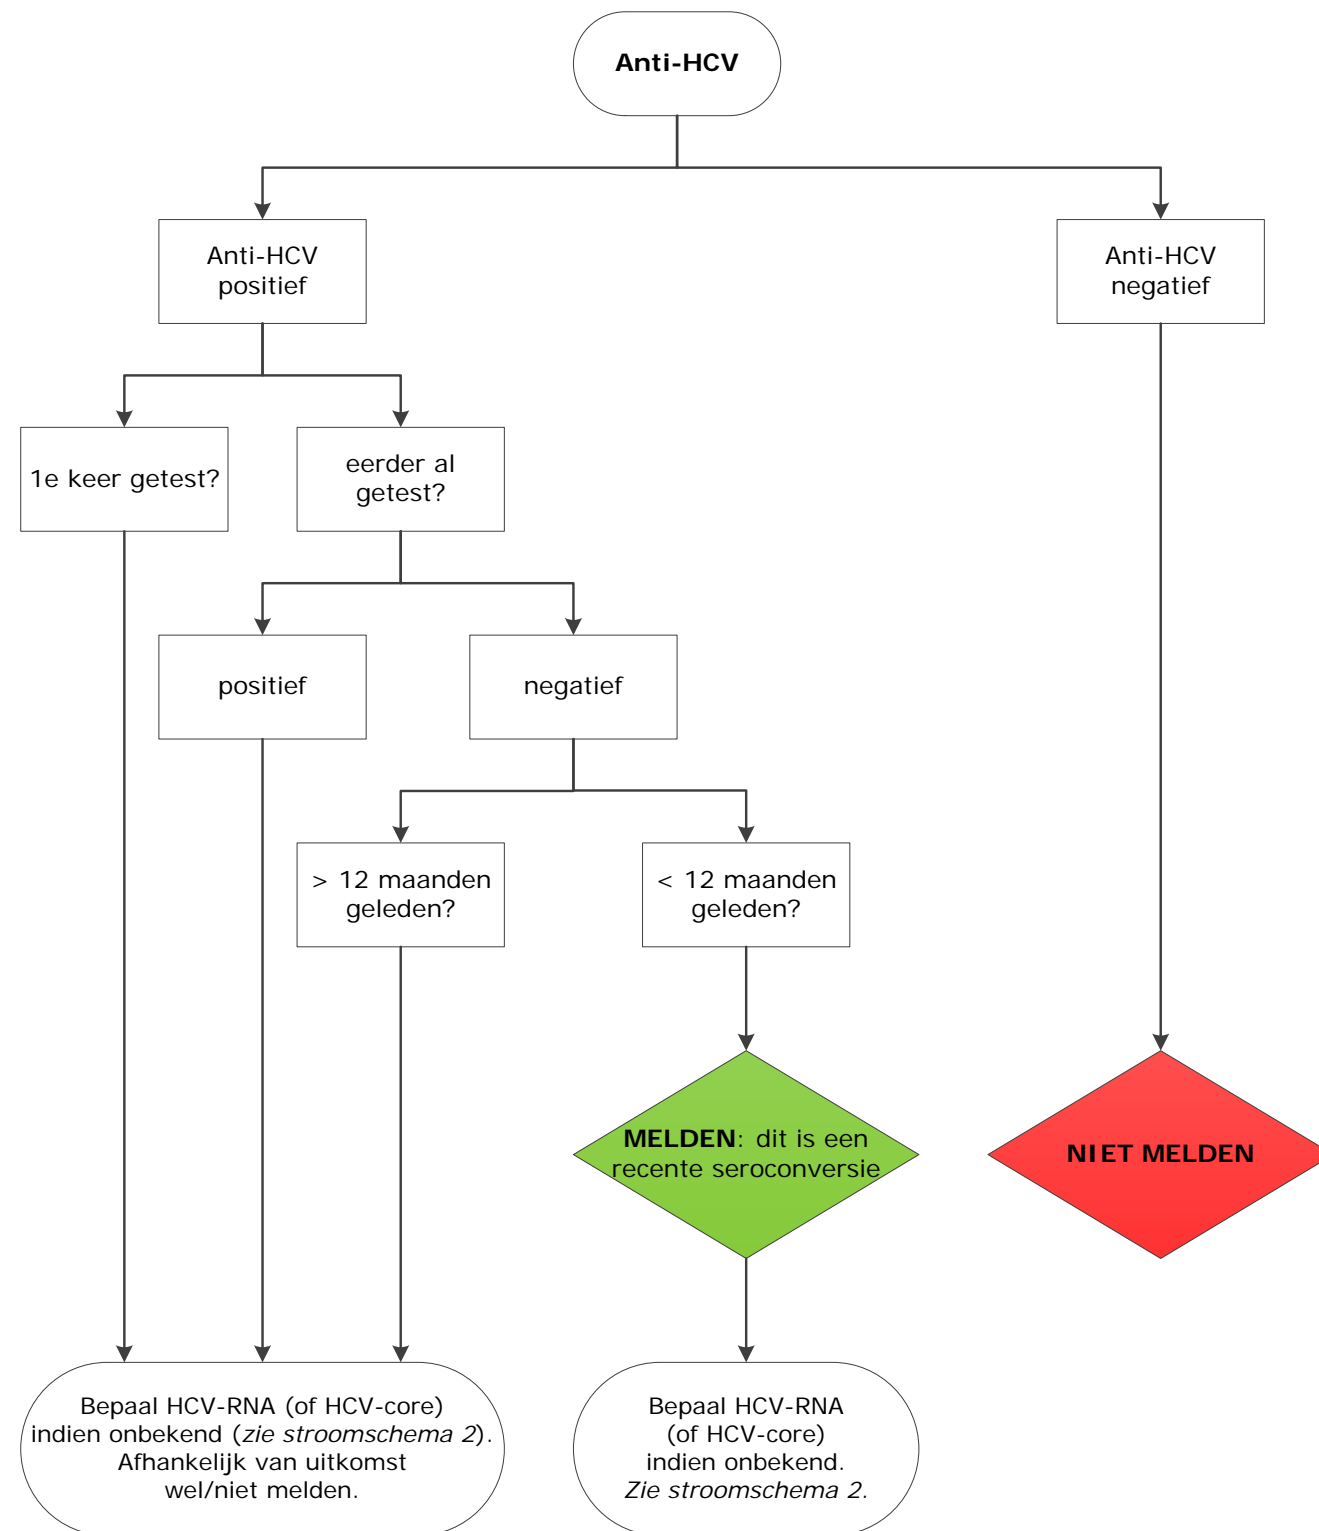 Anti-HCV
Anti-HCV
positief
Anti-HCV
negatief
1e keer getest?
eerder al
getest?
positief
negatief
> 12 maanden
geleden?
< 12 maanden
geleden?
MELDEN: dit is een
recente seroconversie
NIET MELDEN
Bepaal HCV-RNA (of HCV-core)
indien onbekend (zie stroomschema 2).
Afhankelijk van uitkomst
wel/niet melden.
Bepaal HCV-RNA
(of HCV-core)
indien onbekend.
Zie stroomschema 2.